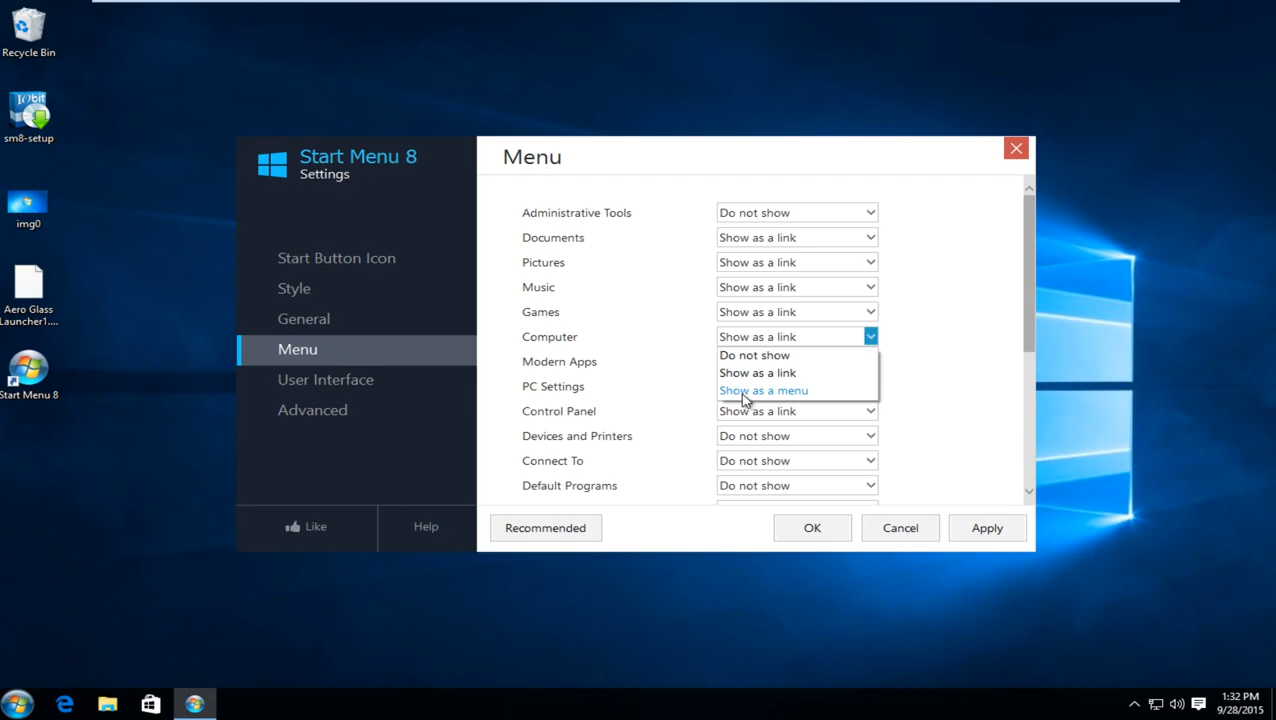 Recycle Bin
IObit
sm8-setup
img0
Aero Glass
Launcher1....
Start Menu 8
Start Menu 8
Settings
Start Button Icon
Style
General
Menu
User Interface
Advanced
Like
Help
Menu
Administrative Tools
Do not show
Documents
Show as a link
Pictures
Show as a link
Music
Show as a link
Games
Show as a link
Computer
Show as a link
Do not show
Show as a link
Show as a menu
Modern Apps
PC Settings
Control Panel
Show as a link
Devices and Printers
Do not show
Connect To
Do not show
Default Programs
Do not show
Recommended
OK
Cancel
Apply
1:32 PM
9/28/2015